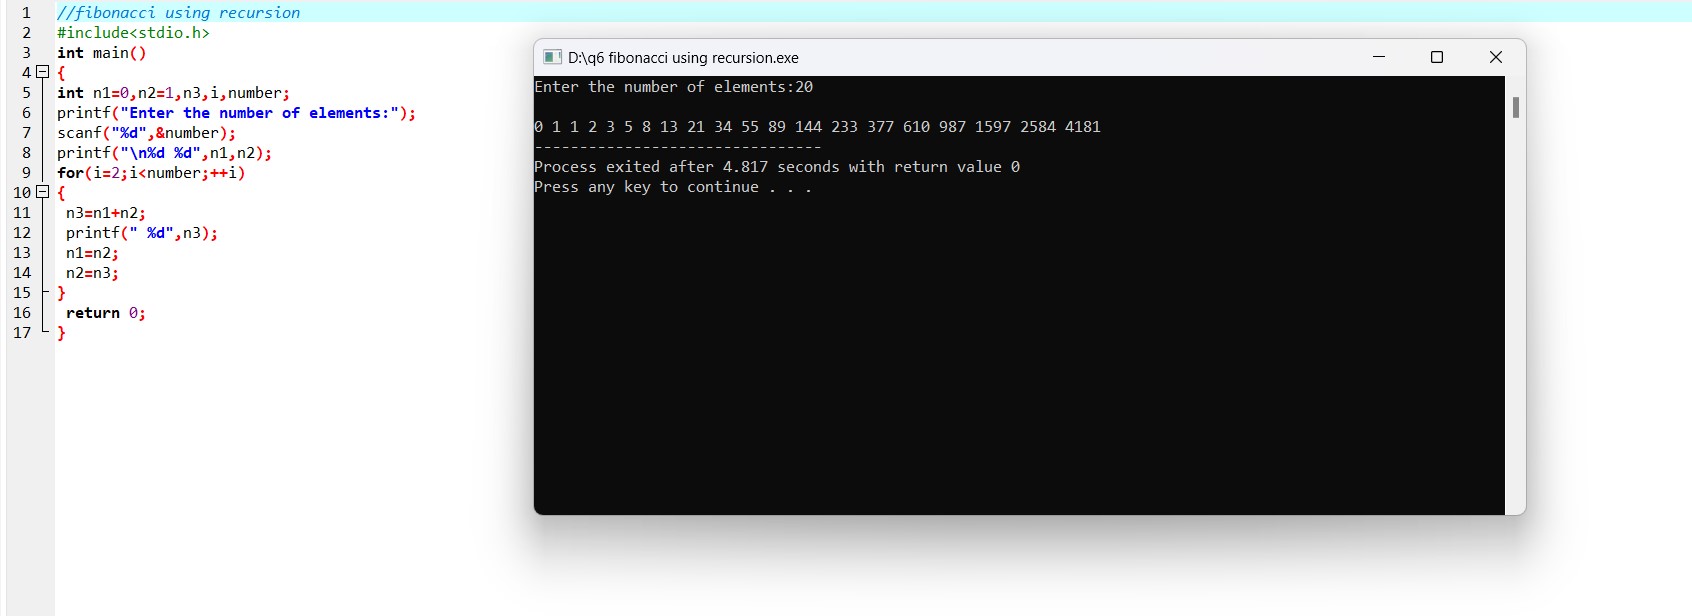 1 //fibonacci using recursion
2 #include<stdio.h>
3 int main()
4 {
5 int n1=0,n2=1,n3,i,number;
6 printf("Enter the number of elements:");
7 scanf("%d",&number);
8 printf("\n%d %d",n1,n2);
9 for(i=2;i<number;++i)
10 {
11 n3=n1+n2;
12 printf(" %d",n3);
13 n1=n2;
14 n2=n3;
15 }
16 return 0;
17 }
D:\q6 fibonacci using recursion.exe
Enter the number of elements:20
0 1 1 2 3 5 8 13 21 34 55 89 144 233 377 610 987 1597 2584 4181
--------------------------------
Process exited after 4.817 seconds with return value 0
Press any key to continue . . .